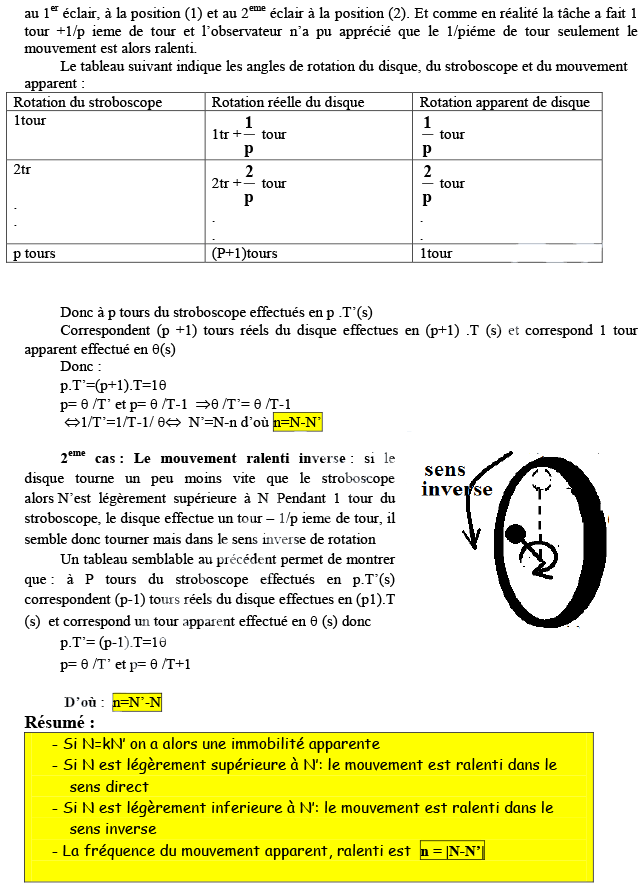 au 1er éclair, à la position (1) et au 2eme éclair à la position (2). Et comme en réalité la tâche a fait 1
tour +1/p ieme de tour et l'observateur n'a pu apprécié que le 1/piéme de tour seulement le
mouvement est alors ralenti.
Le tableau suivant indique les angles de rotation du disque, du stroboscope et du mouvement
apparent :
Rotation du stroboscope Rotation réelle du disque Rotation apparent de disque
1tour 1tr + 1/p tour 1/p tour
2tr 2tr + 2/p tour 2/p tour
. . .
. . .
p tours (P+1)tours 1tour
Donc à p tours du stroboscope effectués en p .T'(s)
Correspondent (p +1) tours réels du disque effectues en (p+1) .T (s) et correspond 1 tour
apparent effectué en θ(s)
Donc :
p.T'=(p+1).T=1θ
p= θ /T' et p= θ /T-1 ⇒θ /T'= θ /T-1
⇔1/T'=1/T-1/ θ⇔ N'=N-n d'où n=N-N'
2eme cas : Le mouvement ralenti inverse : si le
disque tourne un peu moins vite que le stroboscope
alors N'est légèrement supérieure à N Pendant 1 tour du
stroboscope, le disque effectue un tour – 1/p ieme de tour, il
semble donc tourner mais dans le sens inverse de rotation
Un tableau semblable au précédent permet de montrer
que : à P tours du stroboscope effectués en p.T'(s)
correspondent (p-1) tours réels du disque effectues en (p1).T
(s) et correspond un tour apparent effectué en θ (s) donc
p.T'= (p-1).T=1θ
p= θ /T' et p= θ /T+1
D'où : n=N'-N
sens
inverse
Résumé :
- Si N=kN' on a alors une immobilité apparente
- Si N est légèrement supérieure à N': le mouvement est ralenti dans le
sens direct
- Si N est légèrement inferieure à N': le mouvement est ralenti dans le
sens inverse
- La fréquence du mouvement apparent, ralenti est n = |N-N'|